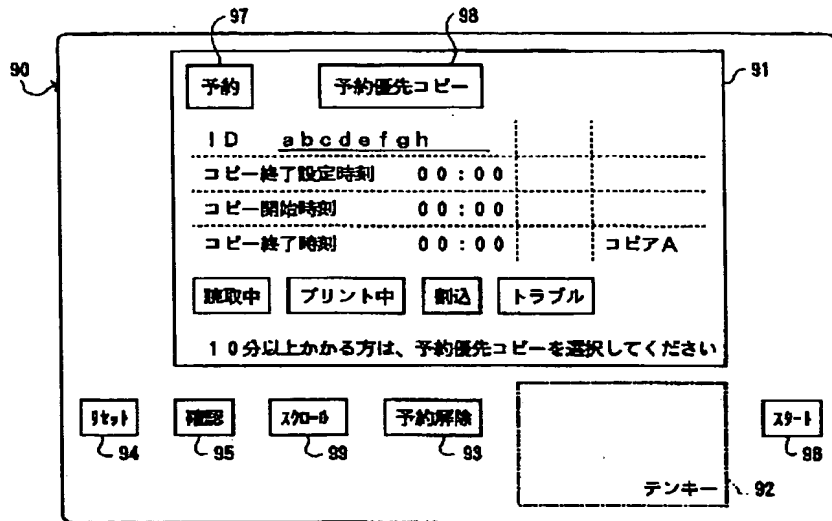 97
98
90
91
予約
予約優先コピー
ID abcdefgh
コピー終了設定時刻 00:00
コピー開始時刻 00:00
コピー終了時刻 00:00 コピアA
読取中 プリント中 割込 トラブル
10分以上かかる方は、予約優先コピーを選択してください
リセット 確認 スクロール 予約解除 スタート
94 95 99 93 96
テンキー 92